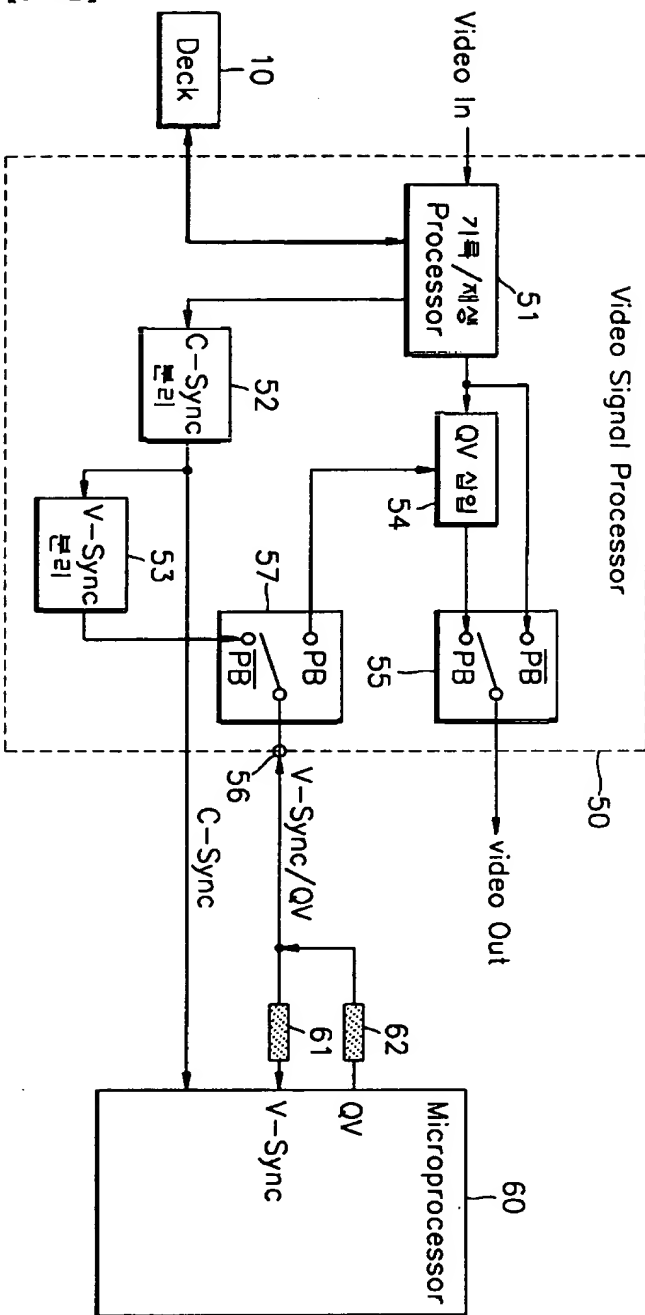 Video Signal Processor
50
Video In
기록/재생
Processor
51
QV 삽입
54
PB
PB
55
video Out
10
Deck
C-Sync
분리
52
V-Sync
분리
53
57
PB
PB
56
V-Sync/QV
C-Sync
62
61
Microprocessor
60
QV
V-Sync